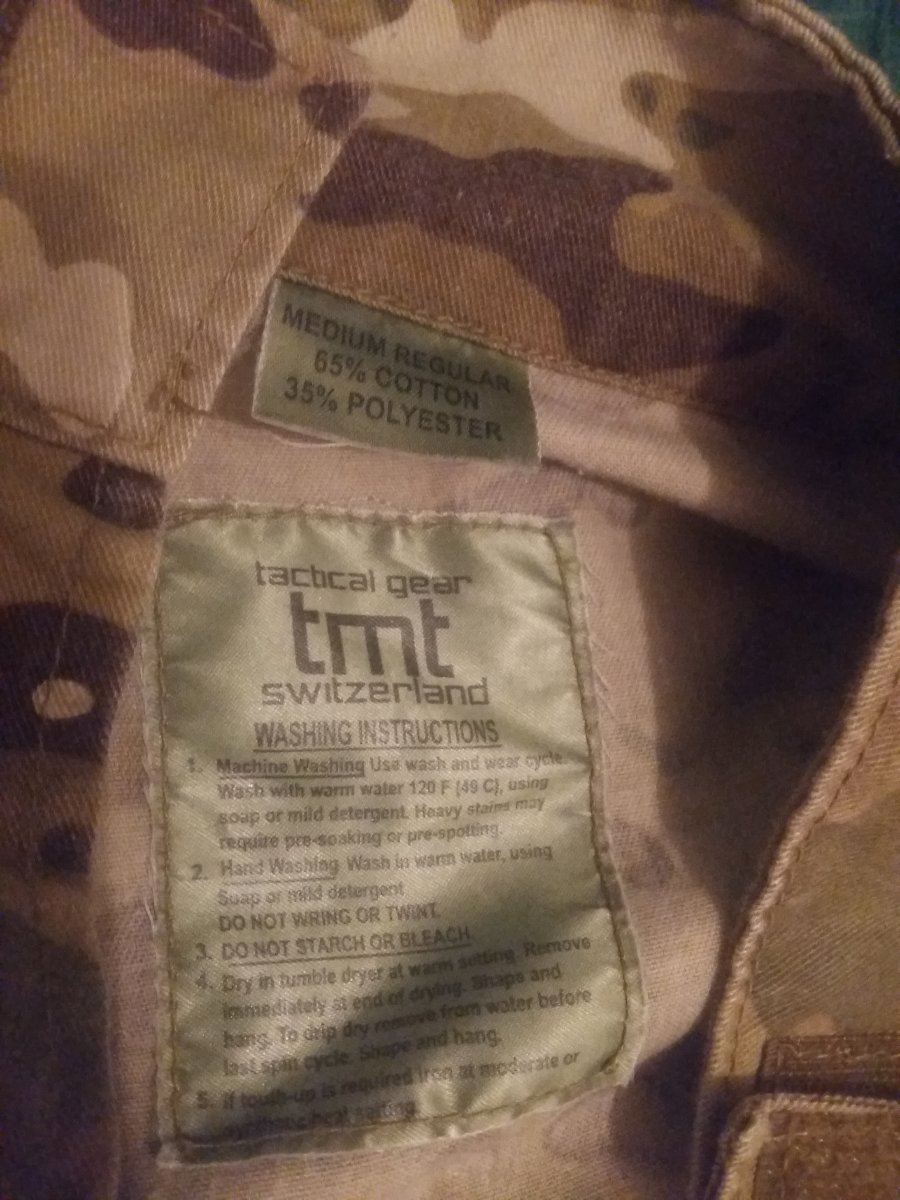 MEDIUM REGULAR
65% COTTON
35% POLYESTER
tactical gear
tmt
switzerland
WASHING INSTRUCTIONS
1. Machine Washing Use wash and wear cycle
Wash with warm water 120 F (49 C), using
soap or mild detergent. Heavy stains may
require pre-soaking or pre-spotting.
2. Hand Washing Wash in warm water, using
Soap or mild detergent
DO NOT WRING OR TWINT.
3. DO NOT STARCH OR BLEACH.
4. Dry in tumble dryer at warm setting. Remove
immediately at end of drying. Shape and
hang. To drip dry remove from water before
last spin cycle. Shape and hang.
5. If touth-up is required Iron at moderate or
synthetic heat setting.